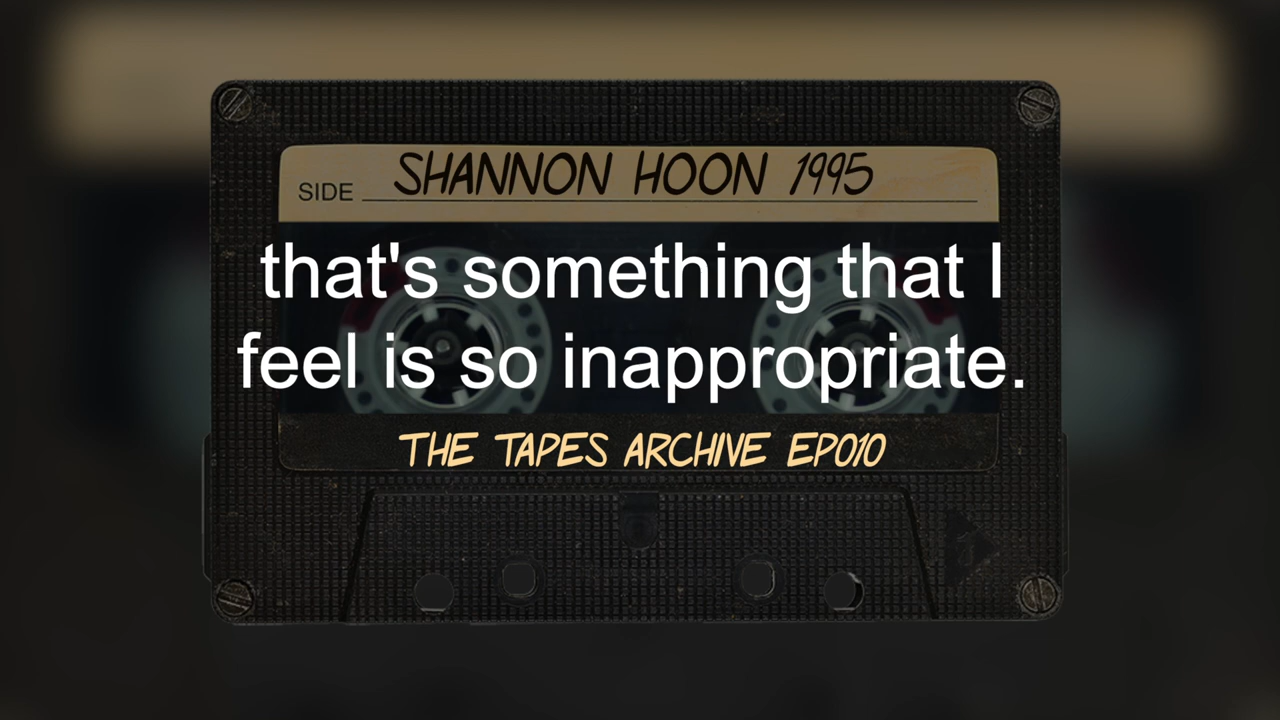 SHANNON HOON 1995
SIDE
that's something that I
feel is so inappropriate.
THE TAPES ARCHIVE EP010